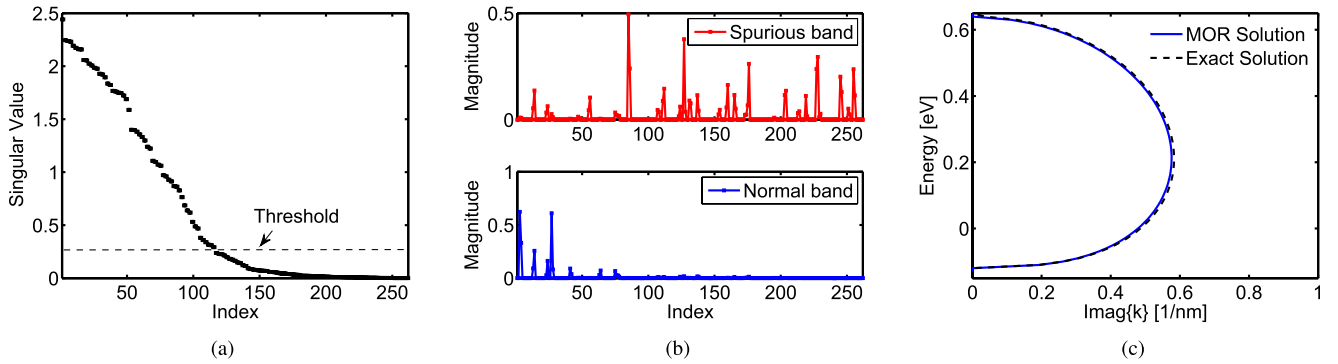 2.5
2
1.5
1
0.5
0
Singular Value
Threshold
50 100 150 200 250
Index
(a)
0.5
0
Magnitude
Spurious band
50 100 150 200 250
1
0.5
0
Magnitude
Normal band
50 100 150 200 250
Index
(b)
0.6
0.4
0.2
0
Energy [eV]
MOR Solution
Exact Solution
0 0.2 0.4 0.6 0.8 1
Imag{k} [1/nm]
(c)